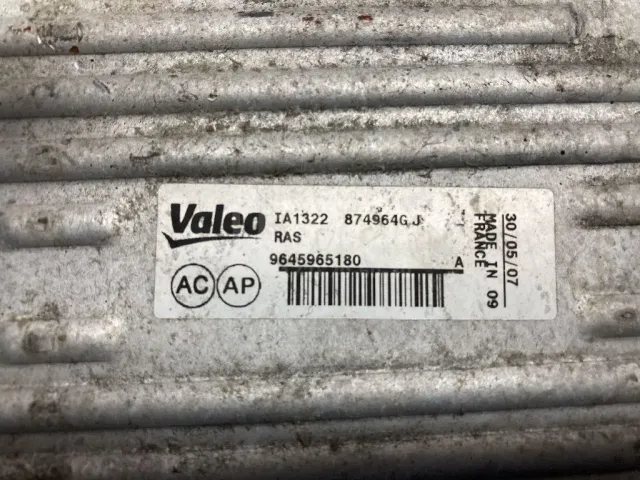 Valeo
IA1322 874964G J
RAS
9645965180 A
AC AP
30/05/07
MADE IN 09
FRANCE